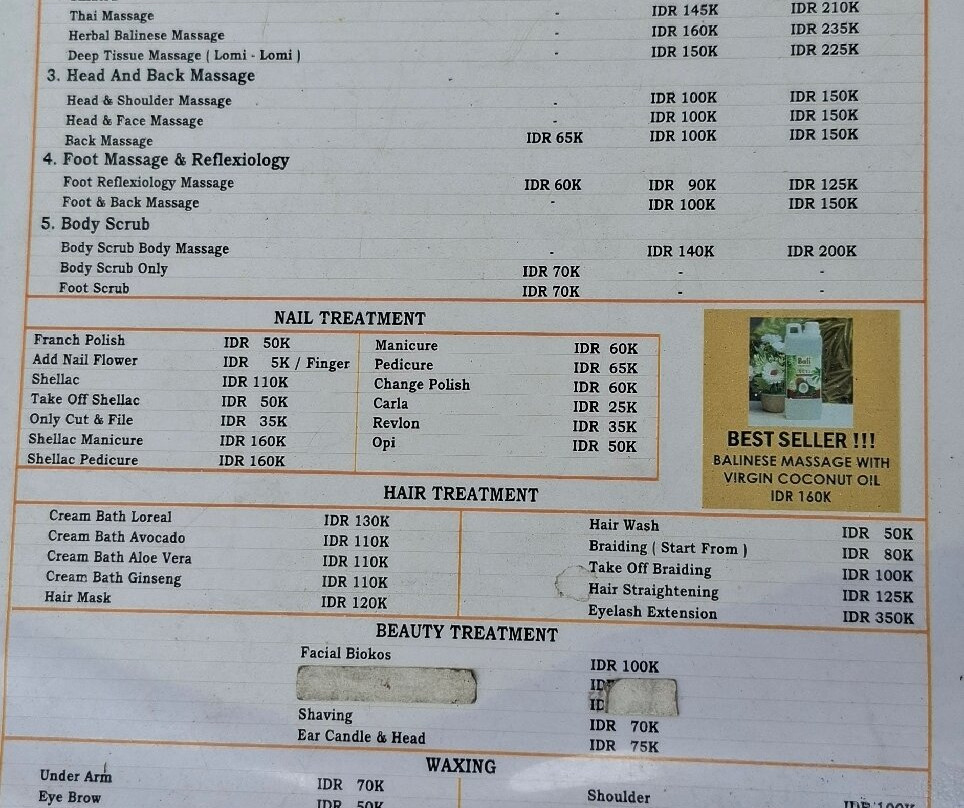 Thai Massage - IDR 145K IDR 210K
Herbal Balinese Massage - IDR 160K IDR 235K
Deep Tissue Massage ( Lomi - Lomi ) - IDR 150K IDR 225K
3. Head And Back Massage
Head & Shoulder Massage - IDR 100K IDR 150K
Head & Face Massage - IDR 100K IDR 150K
Back Massage IDR 65K IDR 100K IDR 150K
4. Foot Massage & Reflexiology
Foot Reflexiology Massage IDR 60K IDR 90K IDR 125K
Foot & Back Massage - IDR 100K IDR 150K
5. Body Scrub
Body Scrub Body Massage - IDR 140K IDR 200K
Body Scrub Only IDR 70K - -
Foot Scrub IDR 70K - -
NAIL TREATMENT
Franch Polish IDR 50K
Add Nail Flower IDR 5K / Finger
Shellac IDR 110K
Take Off Shellac IDR 50K
Only Cut & File IDR 35K
Shellac Manicure IDR 160K
Shellac Pedicure IDR 160K
Manicure IDR 60K
Pedicure IDR 65K
Change Polish IDR 60K
Carla IDR 25K
Revlon IDR 35K
Opi IDR 50K
Bali
BEST SELLER !!!
BALINESE MASSAGE WITH
VIRGIN COCONUT OIL
IDR 160K
HAIR TREATMENT
Cream Bath Loreal IDR 130K
Cream Bath Avocado IDR 110K
Cream Bath Aloe Vera IDR 110K
Cream Bath Ginseng IDR 110K
Hair Mask IDR 120K
Hair Wash IDR 50K
Braiding ( Start From ) IDR 80K
Take Off Braiding IDR 100K
Hair Straightening IDR 125K
Eyelash Extension IDR 350K
BEAUTY TREATMENT
Facial Biokos IDR 100K
Shaving IDR 70K
Ear Candle & Head IDR 75K
WAXING
Under Arm IDR 70K
Eye Brow IDR 50K
Shoulder IDR 100K